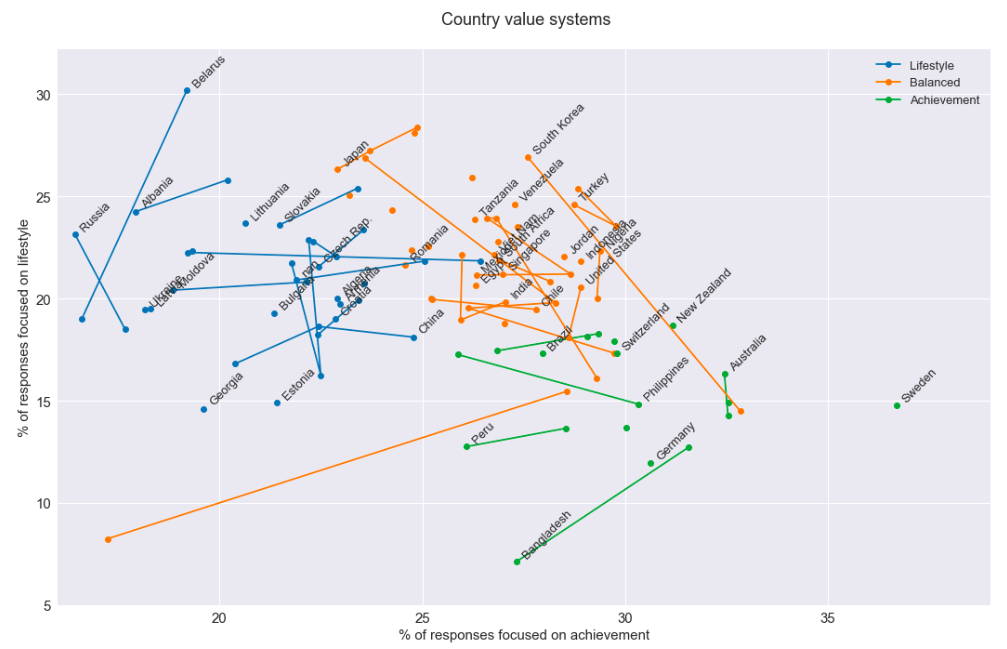 Country value systems
Lifestyle
Balanced
Achievement
% of responses focused on lifestyle
30
25
20
15
10
5
20
25
30
35
% of responses focused on achievement
Belarus
Russia
Albania
Lithuania
Slovakia
Japan
South Korea
Venezuela
Turkey
Tanzania
Czech Rep.
Romania
Jordan
Indonesia
Nigeria
United States
South Africa
Singapore
Egypt
India
Chile
Moldova
Latvia
Ukraine
Bulgaria
Algeria
Armenia
Croatia
China
Georgia
Estonia
Brazil
Switzerland
New Zealand
Australia
Philippines
Sweden
Peru
Germany
Bangladesh